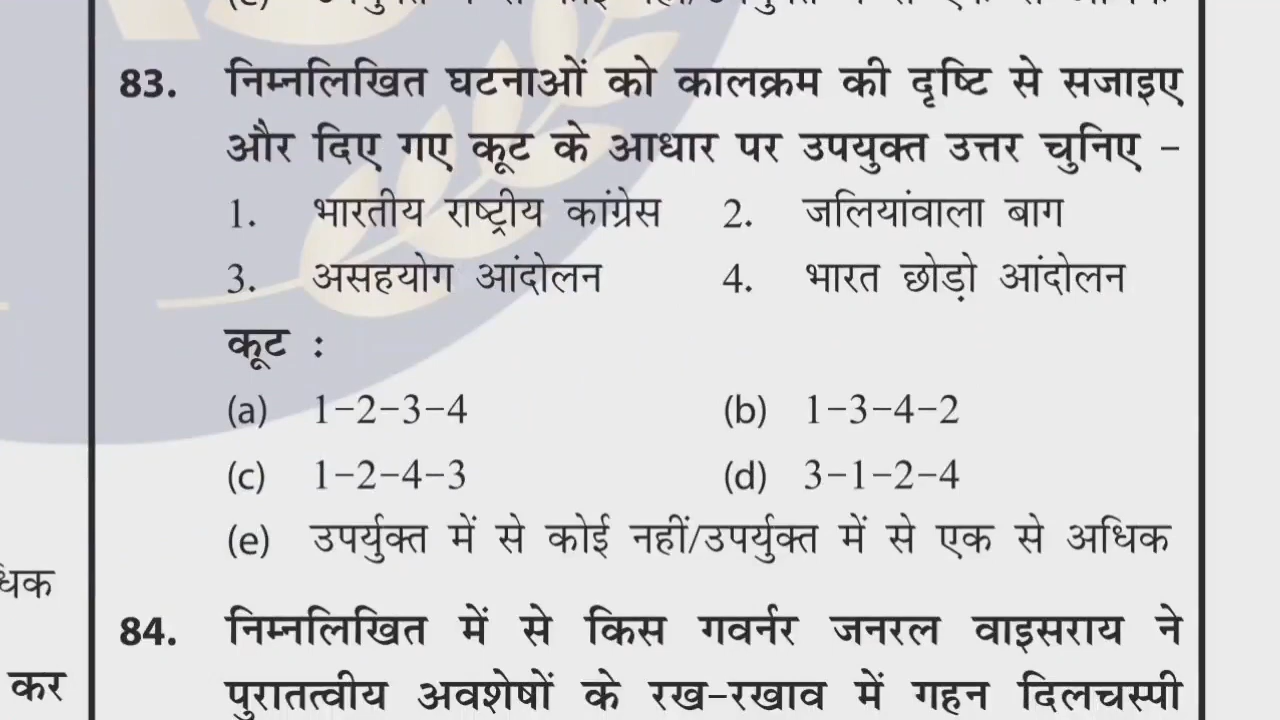 83. निम्नलिखित घटनाओं को कालक्रम की दृष्टि से सजाइए
और दिए गए कूट के आधार पर उपयुक्त उत्तर चुनिए –
1. भारतीय राष्ट्रीय कांग्रेस 2. जलियांवाला बाग
3. असहयोग आंदोलन 4. भारत छोड़ो आंदोलन
कूट :
(a) 1-2-3-4 (b) 1-3-4-2
(c) 1-2-4-3 (d) 3-1-2-4
(e) उपर्युक्त में से कोई नहीं/उपर्युक्त में से एक से अधिक
84. निम्नलिखित में से किस गवर्नर जनरल वाइसराय ने
कर पुरातत्वीय अवशेषों के रख-रखाव में गहन दिलचस्पी